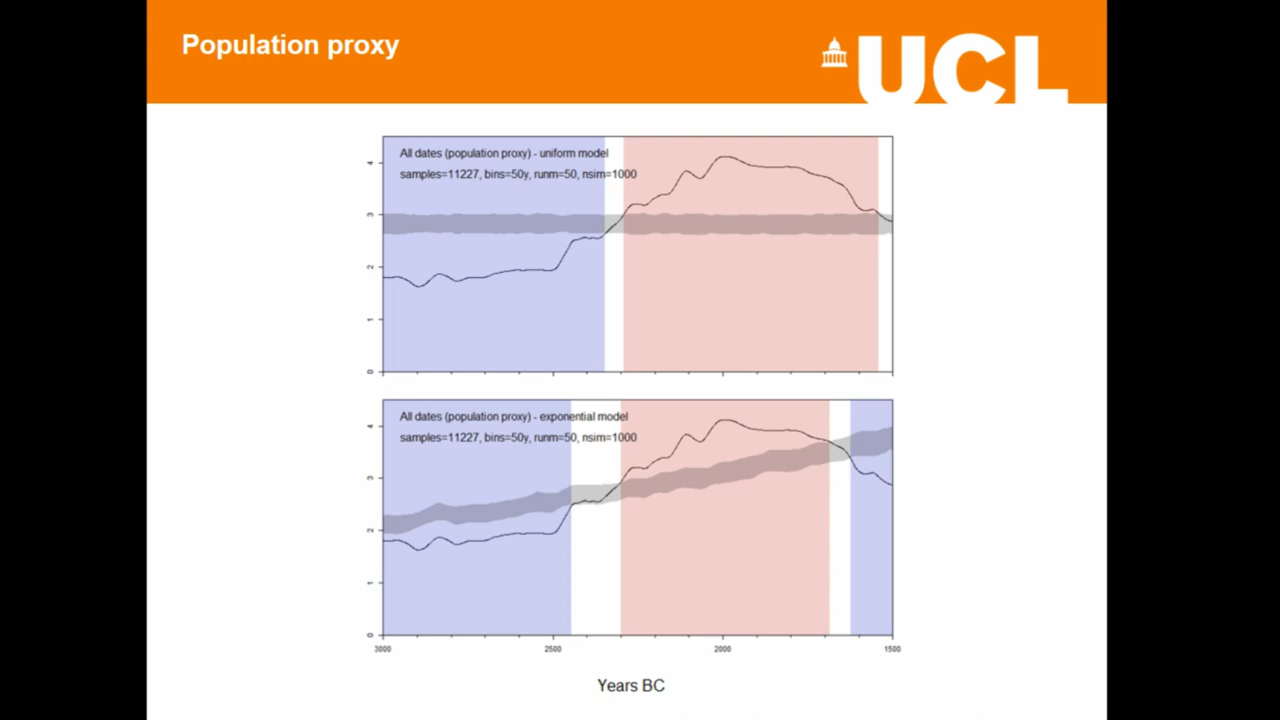 Population proxy
UCL
All dates (population proxy) - uniform model
samples=11227, bins=50y, runm=50, nsim=1000
4
3
2
1
0
All dates (population proxy) - exponential model
samples=11227, bins=50y, runm=50, nsim=1000
4
3
2
1
0
3000 2500 2000 1500
Years BC